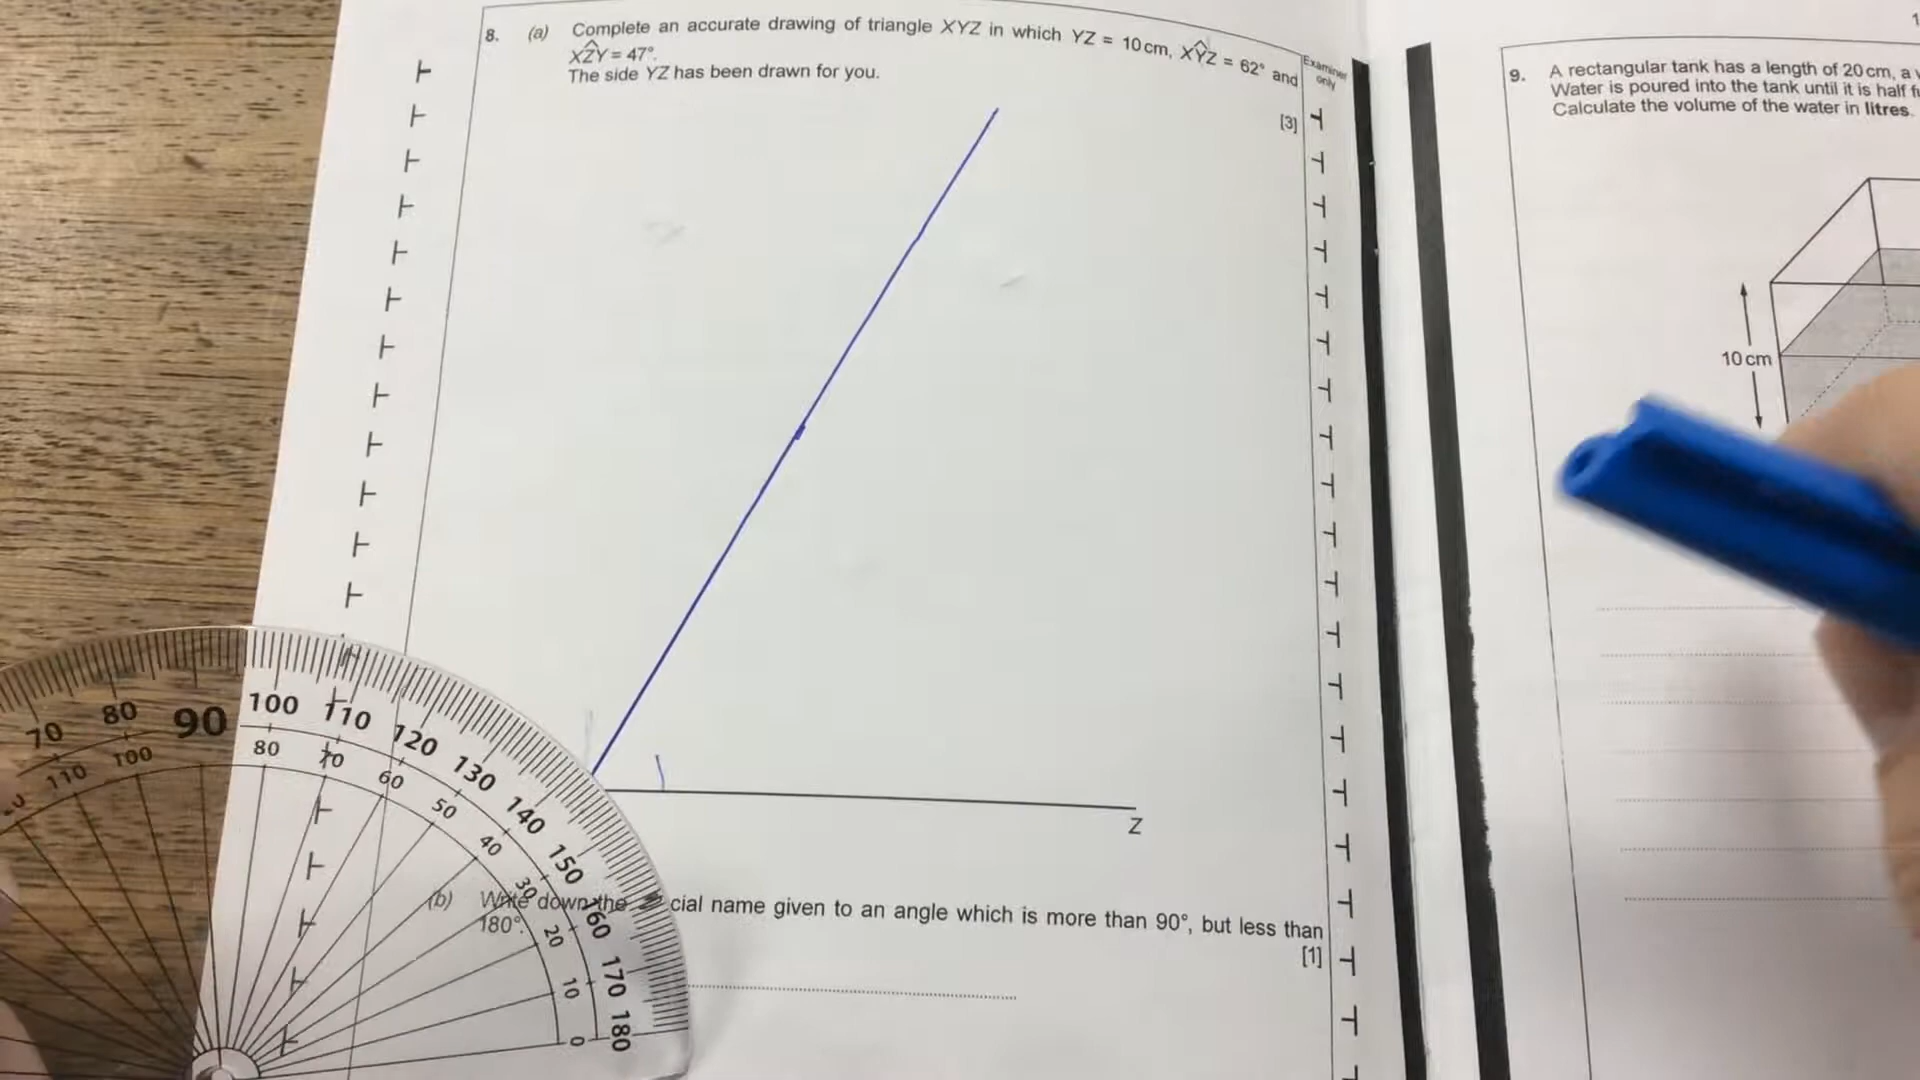 8. (a) Complete an accurate drawing of triangle XYZ in which YZ = 10 cm, XŶZ = 62° and
XẐY = 47°.
The side YZ has been drawn for you.
[3]
Examiner
only
Z
(b) Write down the cial name given to an angle which is more than 90°, but less than
180°.
[1]
9. A rectangular tank has a length of 20 cm, a
Water is poured into the tank until it is half
Calculate the volume of the water in litres.
10 cm
70 80 90 100 110 120 130 140 150 160 170 180
110 100 80 70 60 50 40 30 20 10 0